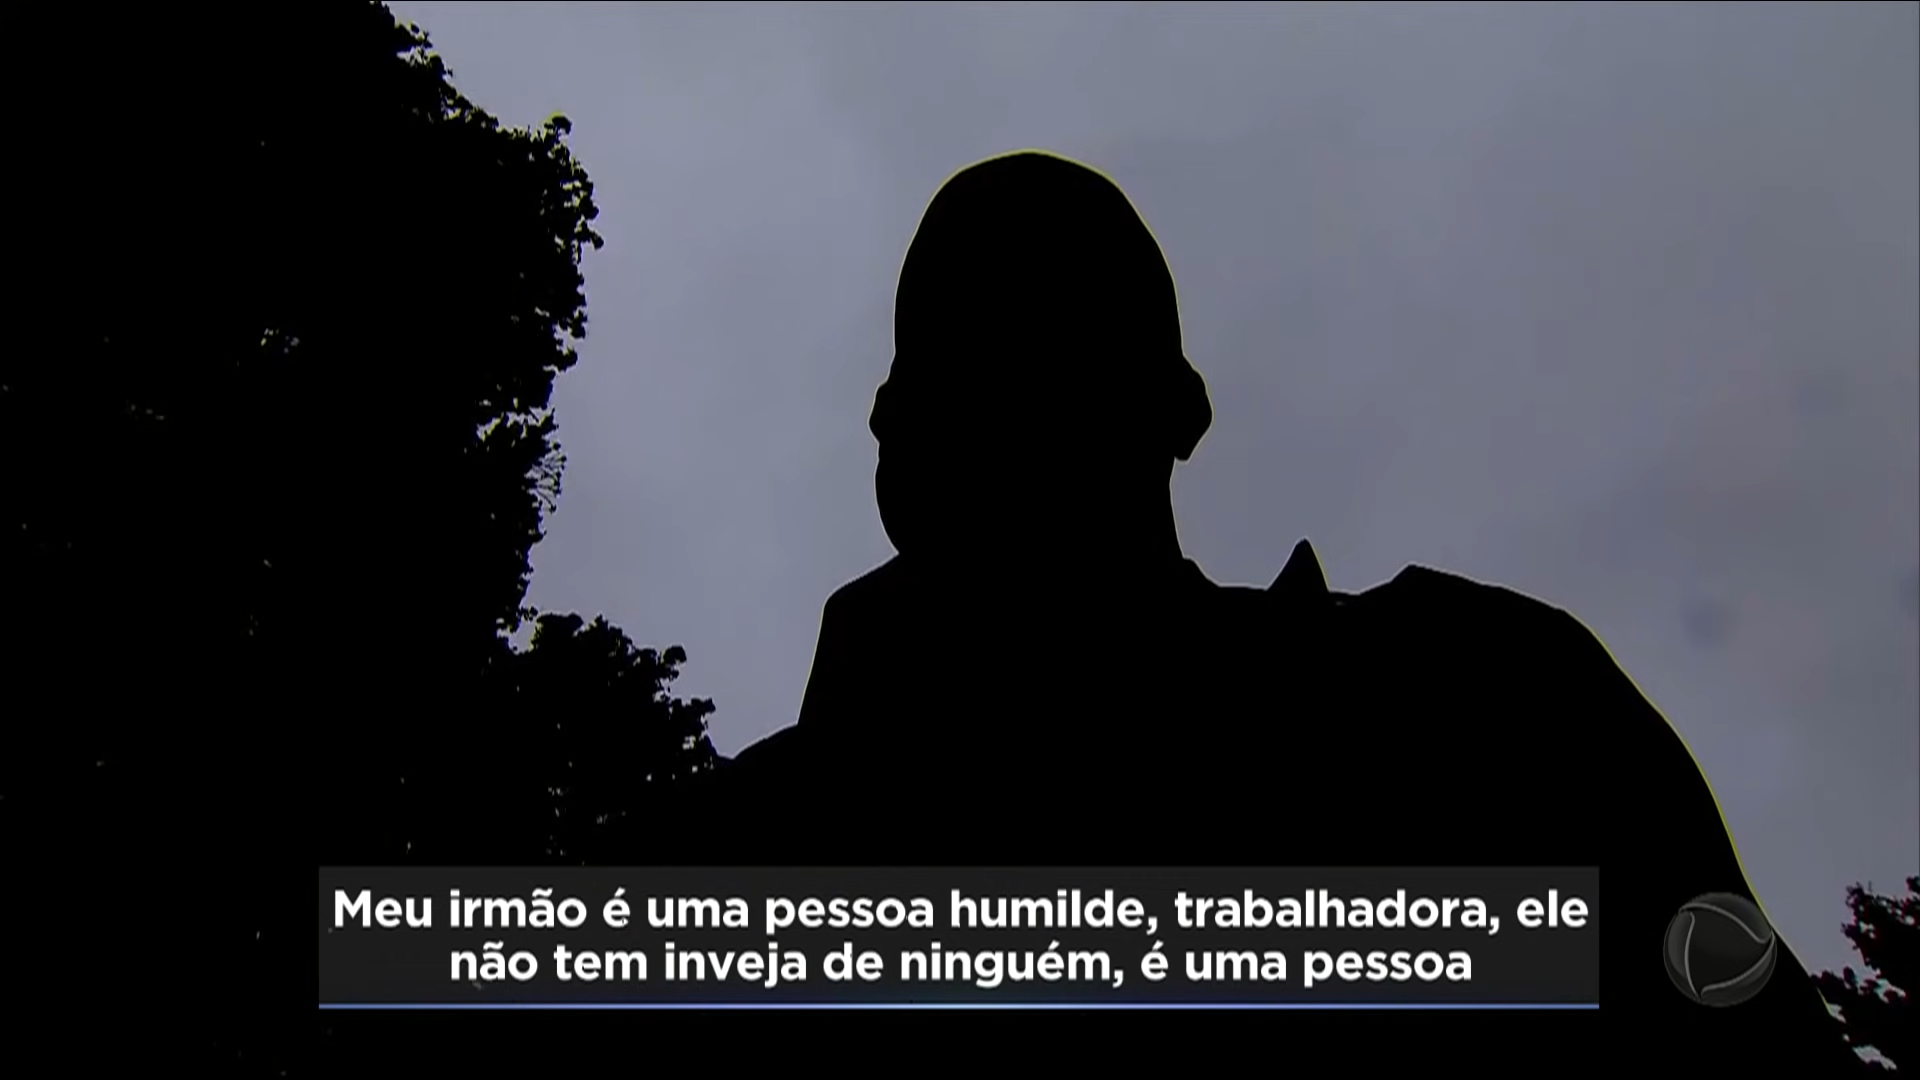 Meu irmão é uma pessoa humilde, trabalhadora, ele
não tem inveja de ninguém, é uma pessoa